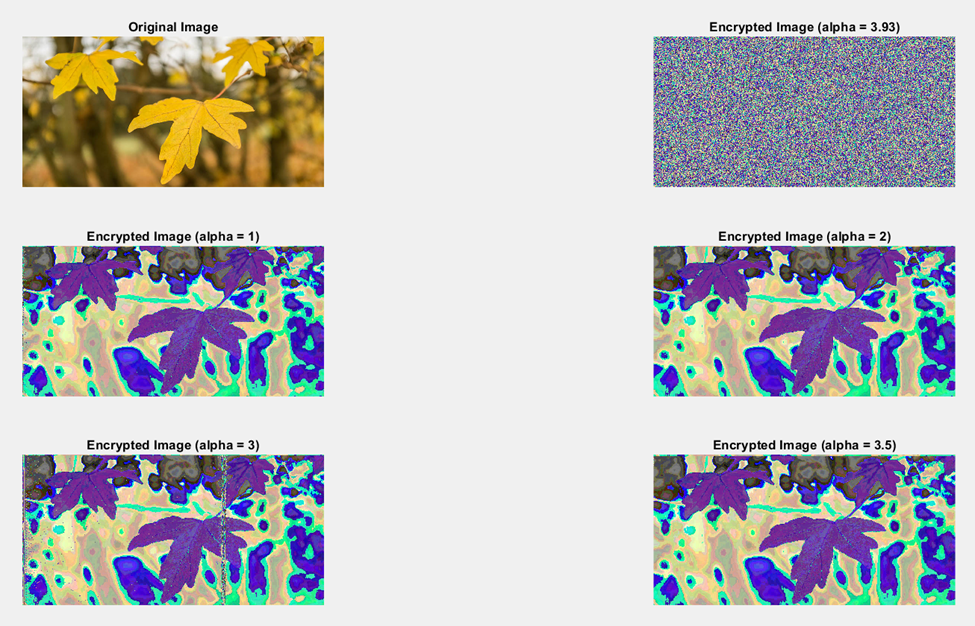 Original Image
Encrypted Image (alpha = 3.93)
Encrypted Image (alpha = 1)
Encrypted Image (alpha = 2)
Encrypted Image (alpha = 3)
Encrypted Image (alpha = 3.5)